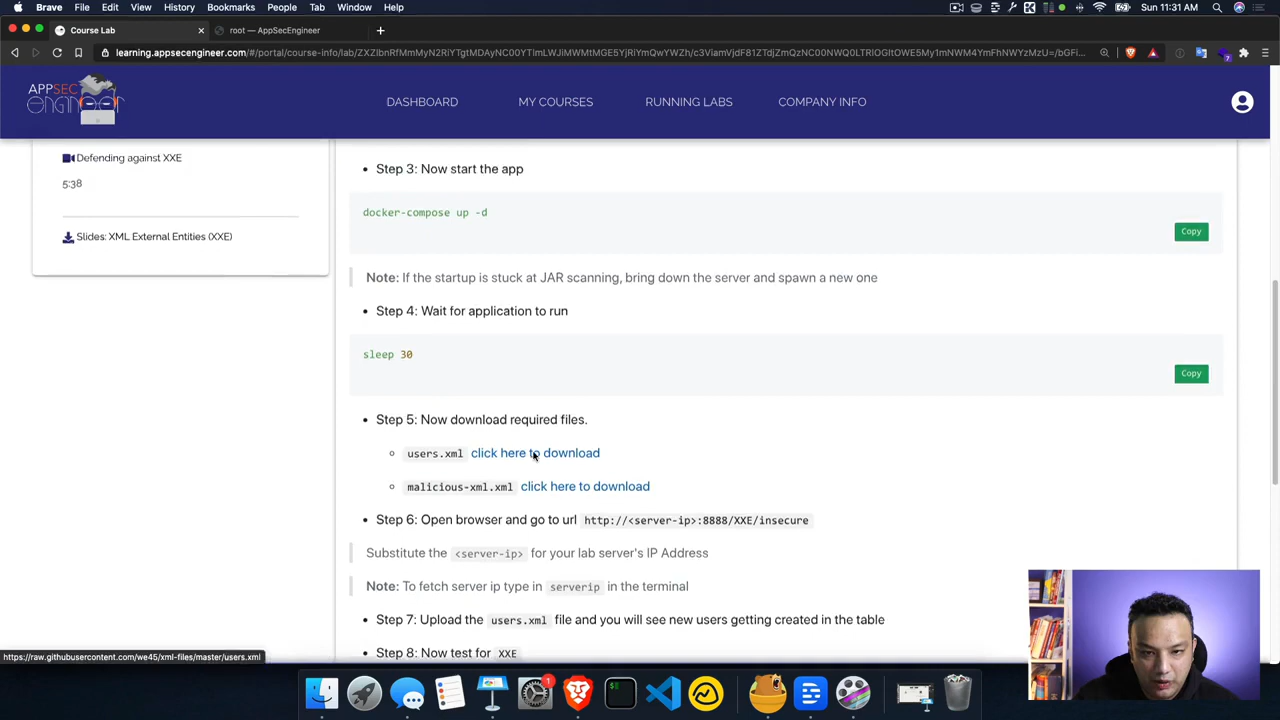 Brave File Edit View History Bookmarks People Tab Window Help
Sun 11:31 AM
Course Lab
root — AppSecEngineer
learning.appsecengineer.com
APPSEC
engineer
DASHBOARD MY COURSES RUNNING LABS COMPANY INFO
Defending against XXE
5:38
Slides: XML External Entities (XXE)
Step 3: Now start the app
docker-compose up -d
Copy
Note: If the startup is stuck at JAR scanning, bring down the server and spawn a new one
Step 4: Wait for application to run
sleep 30
Copy
Step 5: Now download required files.
users.xml click here to download
malicious-xml.xml click here to download
Step 6: Open browser and go to url http://<server-ip>:8888/XXE/insecure
Substitute the <server-ip> for your lab server's IP Address
Note: To fetch server ip type in serverip in the terminal
Step 7: Upload the users.xml file and you will see new users getting created in the table
Step 8: Now test for XXE
https://raw.githubusercontent.com/we45/xml-files/master/users.xml